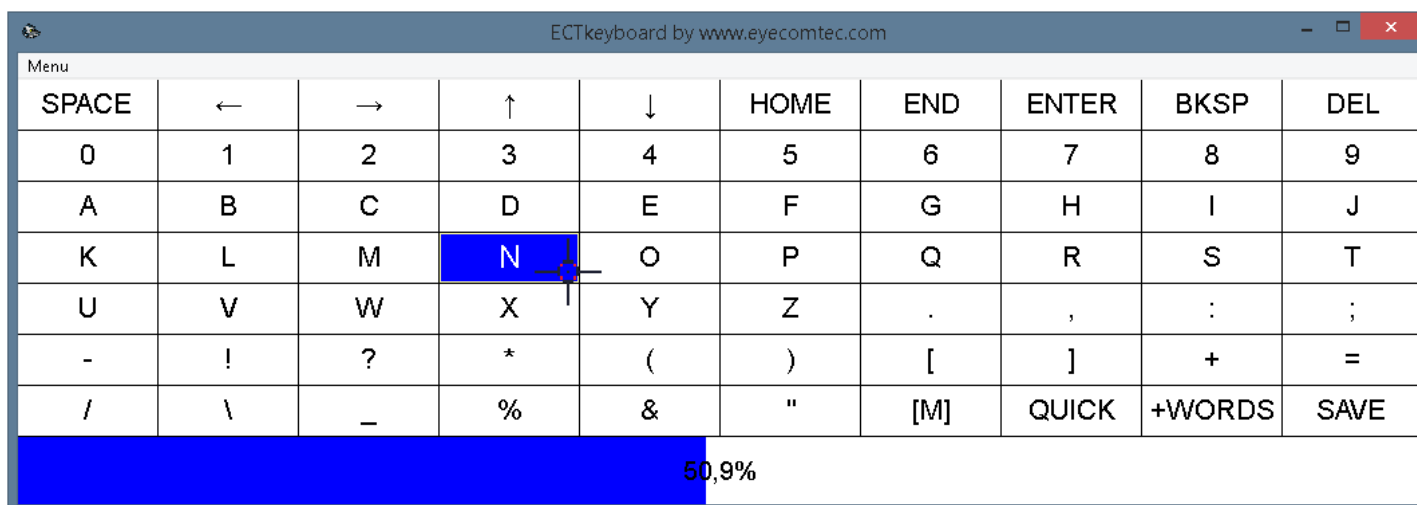 ECTkeyboard by www.eyecomtec.com
Menu
SPACE ← → ↑ ↓ HOME END ENTER BKSP DEL
0 1 2 3 4 5 6 7 8 9
A B C D E F G H I J
K L M N O P Q R S T
U V W X Y Z . , : ;
- ! ? * ( ) [ ] + =
/ \ _ % & " [M] QUICK +WORDS SAVE
50,9%